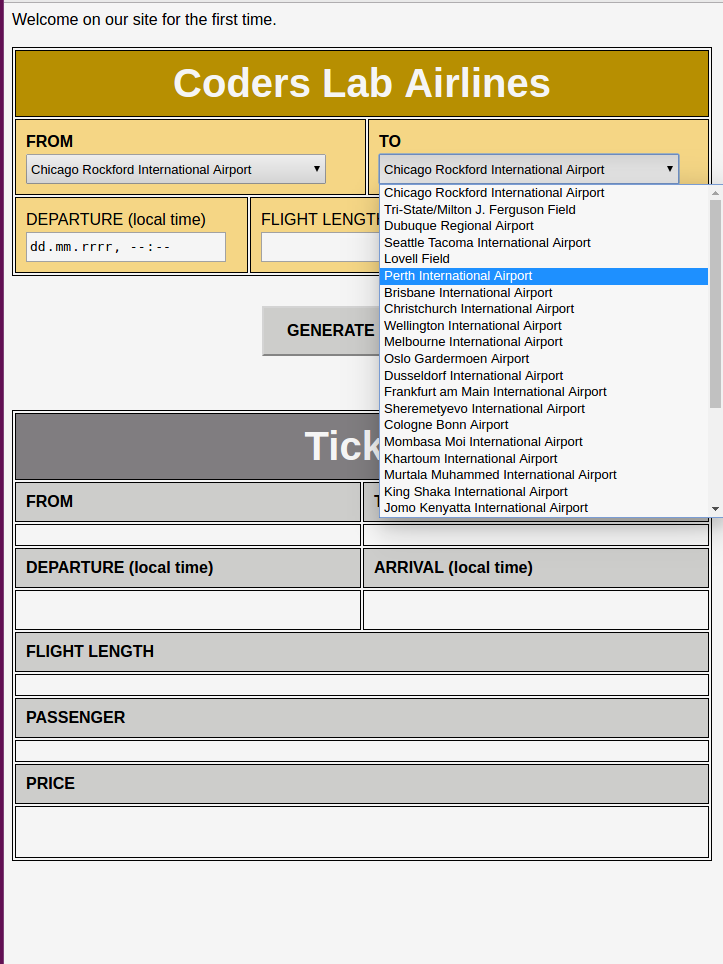 Welcome on our site for the first time.
Coders Lab Airlines
FROM
Chicago Rockford International Airport
TO
Chicago Rockford International Airport
Chicago Rockford International Airport
Tri-State/Milton J. Ferguson Field
Dubuque Regional Airport
Seattle Tacoma International Airport
Lovell Field
Perth International Airport
Brisbane International Airport
Christchurch International Airport
Wellington International Airport
Melbourne International Airport
Oslo Gardermoen Airport
Dusseldorf International Airport
Frankfurt am Main International Airport
Sheremetyevo International Airport
Cologne Bonn Airport
Mombasa Moi International Airport
Khartoum International Airport
Murtala Muhammed International Airport
King Shaka International Airport
Jomo Kenyatta International Airport
DEPARTURE (local time)
dd.mm.rrrr, --:--
FLIGHT LENGTH
GENERATE
Tick
FROM
T
DEPARTURE (local time)
ARRIVAL (local time)
FLIGHT LENGTH
PASSENGER
PRICE